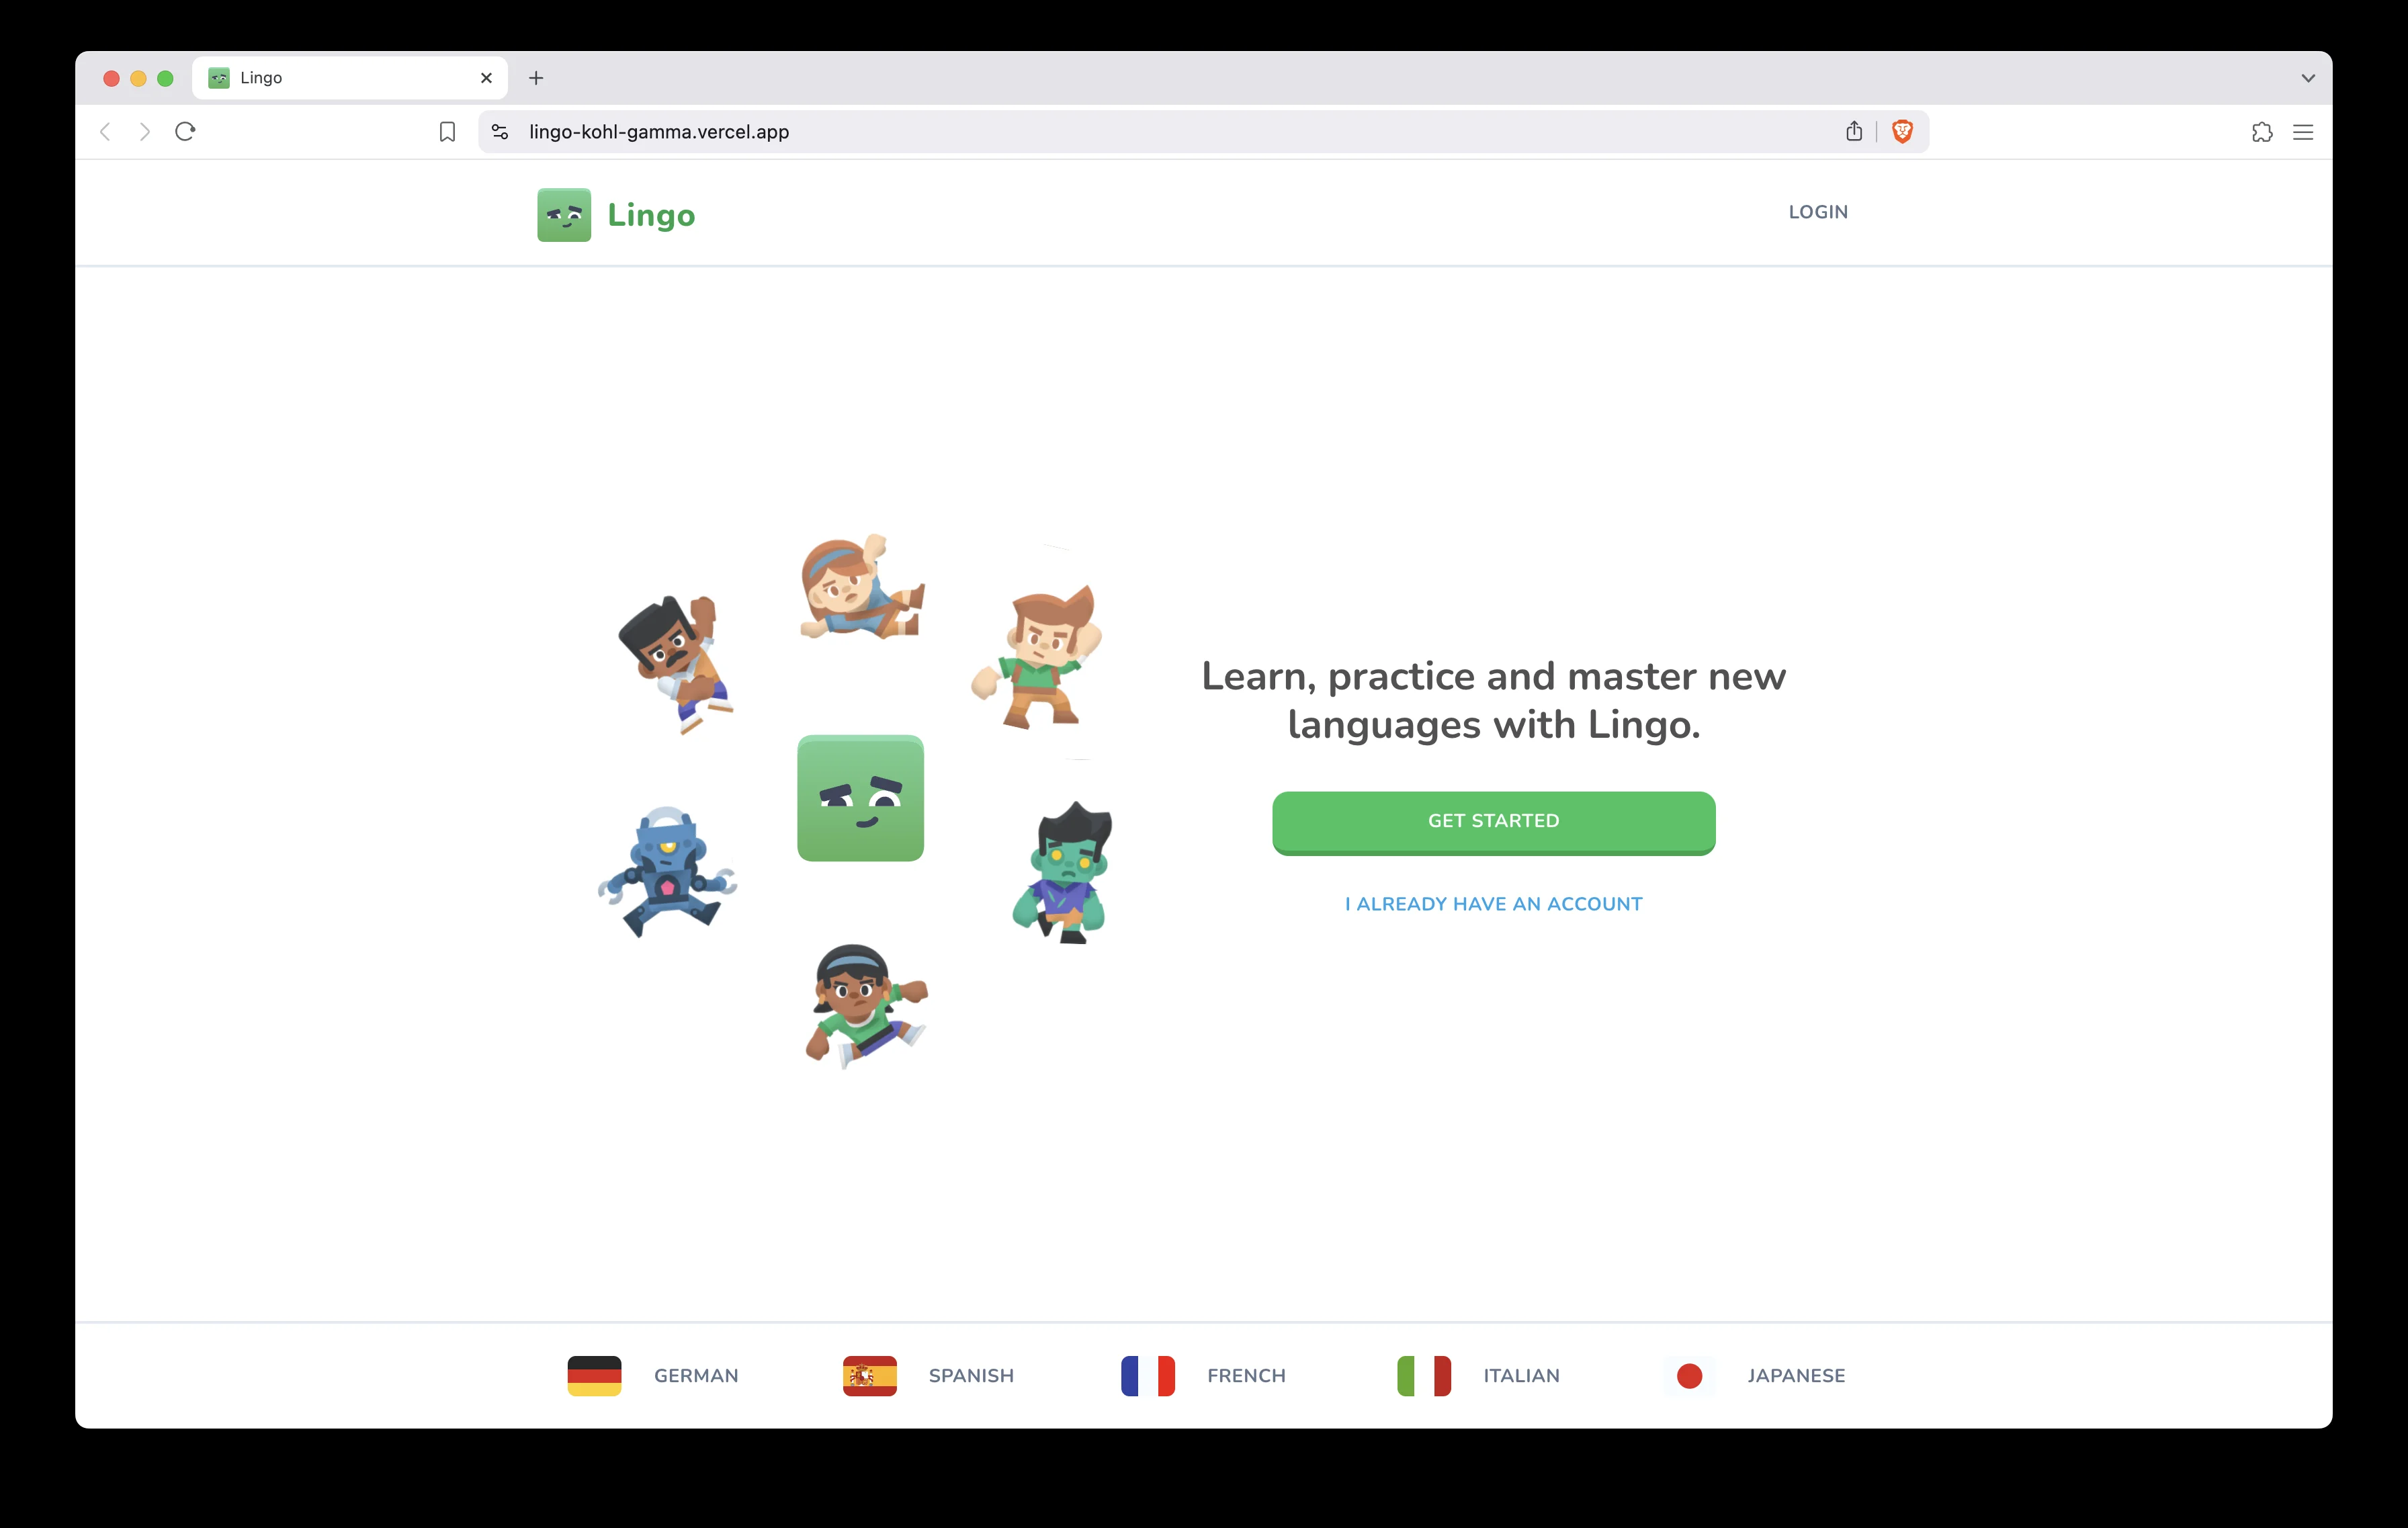 Lingo
lingo-kohl-gamma.vercel.app
Lingo
LOGIN
Learn, practice and master new
languages with Lingo.
GET STARTED
I ALREADY HAVE AN ACCOUNT
GERMAN
SPANISH
FRENCH
ITALIAN
JAPANESE